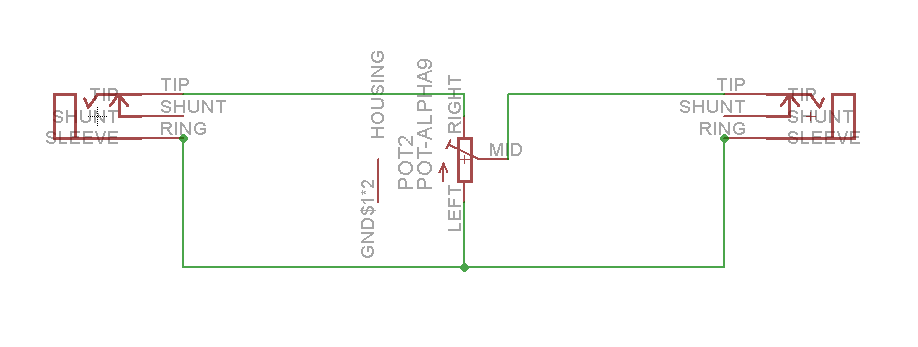 TIP
TIP
SHUNT
SHUNT
RING
SLEEVE
HOUSING
GND$1*2
POT2
POT-ALPHA9
RIGHT
LEFT
MID
TIP
TIP
SHUNT
SHUNT
RING
SLEEVE